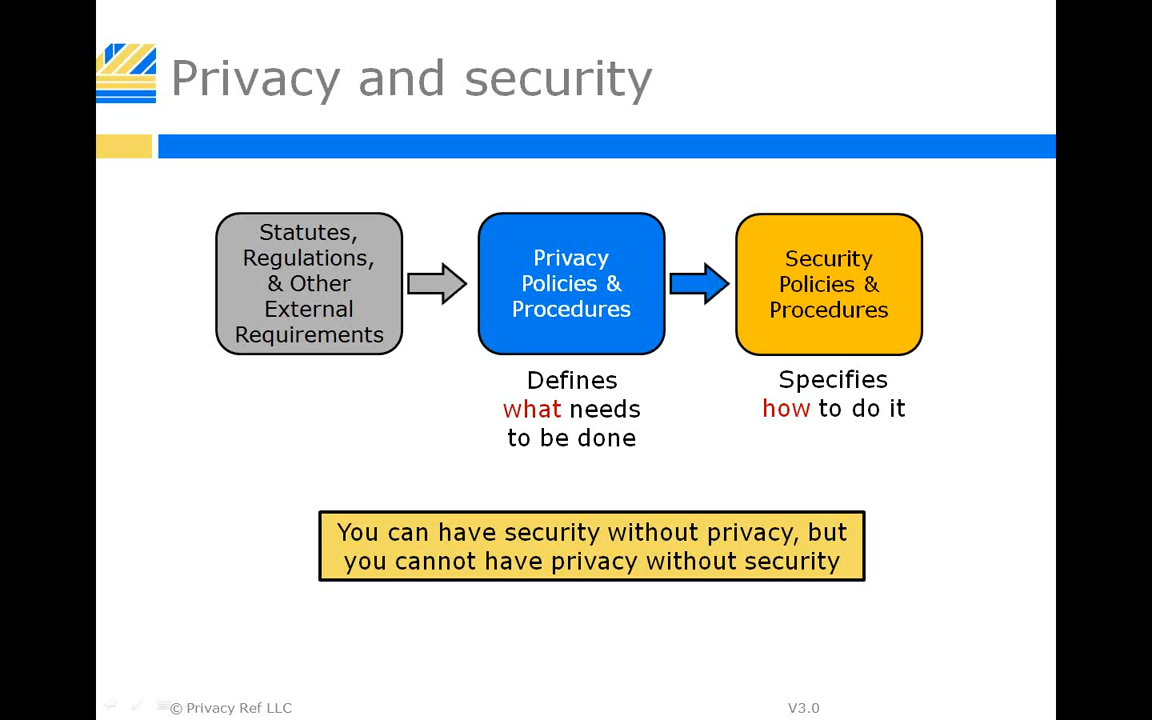 Privacy and security
Statutes,
Regulations,
& Other
External
Requirements
Privacy
Policies &
Procedures
Security
Policies &
Procedures
Defines
what needs
to be done
Specifies
how to do it
You can have security without privacy, but
you cannot have privacy without security
© Privacy Ref LLC
V3.0